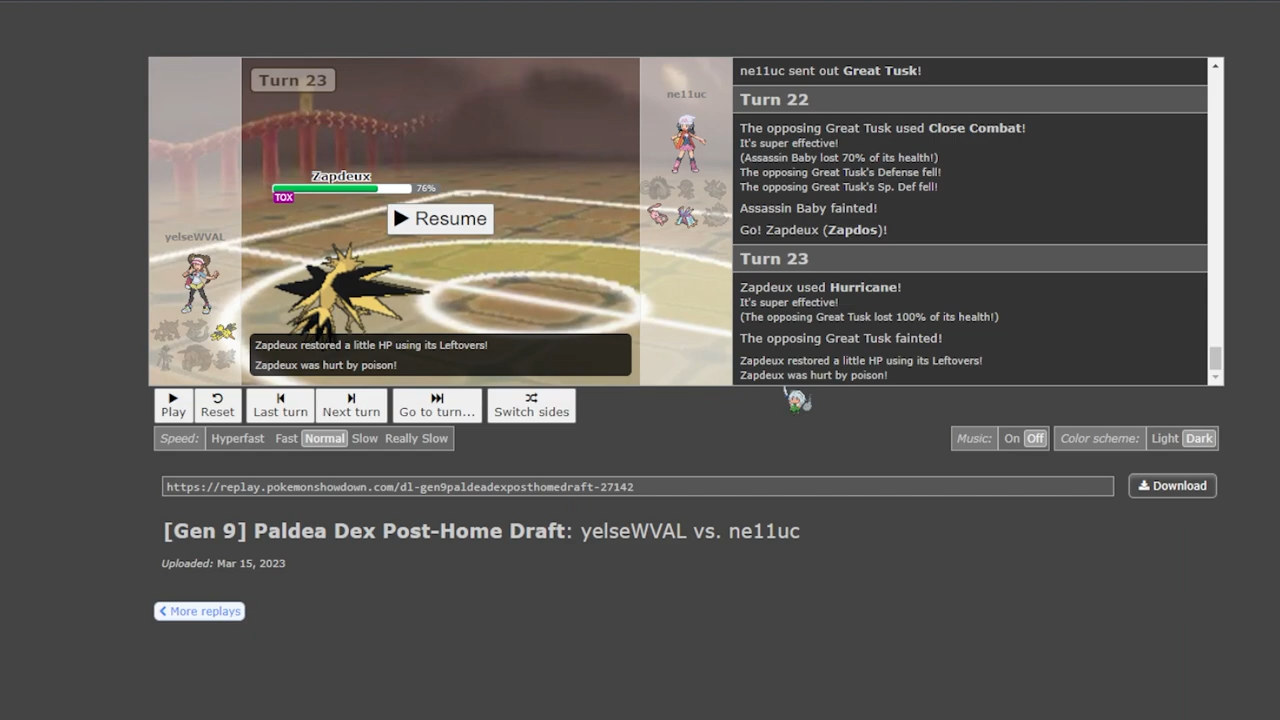 Turn 23
Zapdeux
76%
TOX
Resume
yelseWVAL
Zapdeux restored a little HP using its Leftovers!
Zapdeux was hurt by poison!
ne11uc
ne11uc sent out Great Tusk!
Turn 22
The opposing Great Tusk used Close Combat!
It's super effective!
(Assassin Baby lost 70% of its health!)
The opposing Great Tusk's Defense fell!
The opposing Great Tusk's Sp. Def fell!
Assassin Baby fainted!
Go! Zapdeux (Zapdos)!
Turn 23
Zapdeux used Hurricane!
It's super effective!
(The opposing Great Tusk lost 100% of its health!)
The opposing Great Tusk fainted!
Zapdeux restored a little HP using its Leftovers!
Zapdeux was hurt by poison!
Play Reset Last turn Next turn Go to turn... Switch sides
Speed: Hyperfast Fast Normal Slow Really Slow Music: On Off Color scheme: Light Dark
https://replay.pokemonshowdown.com/dl-gen9paldeadexposthomedraft-27142 Download
[Gen 9] Paldea Dex Post-Home Draft: yelseWVAL vs. ne11uc
Uploaded: Mar 15, 2023
More replays